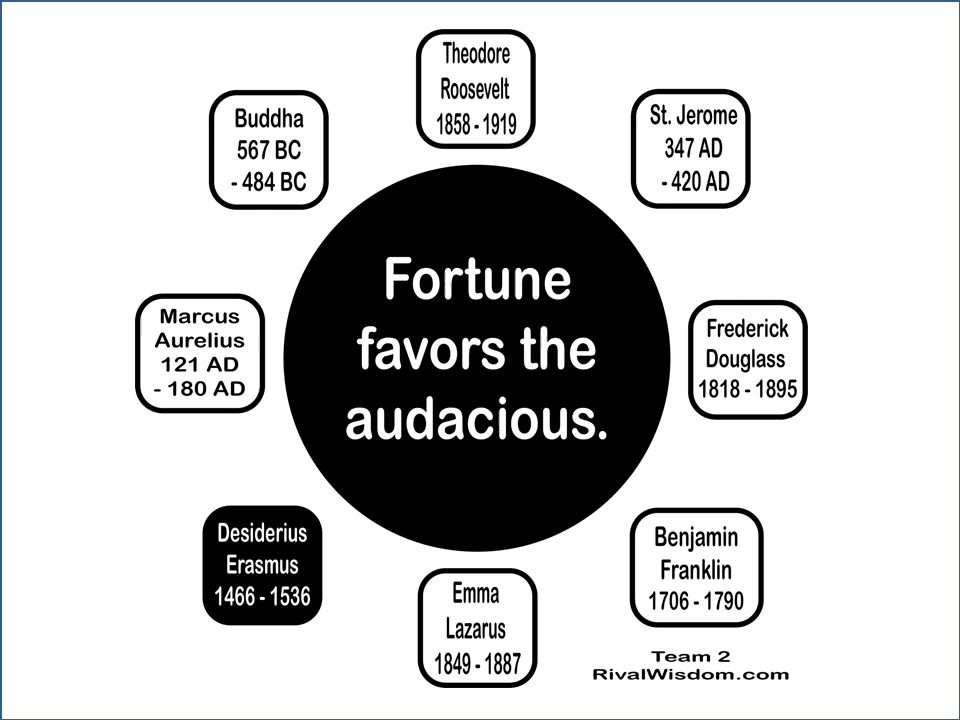 Theodore
Roosevelt
1858 - 1919
Buddha
567 BC
- 484 BC
St. Jerome
347 AD
- 420 AD
Fortune
favors the
audacious.
Marcus
Aurelius
121 AD
- 180 AD
Frederick
Douglass
1818 - 1895
Desiderius
Erasmus
1466 - 1536
Benjamin
Franklin
1706 - 1790
Emma
Lazarus
1849 - 1887
Team 2
RivalWisdom.com